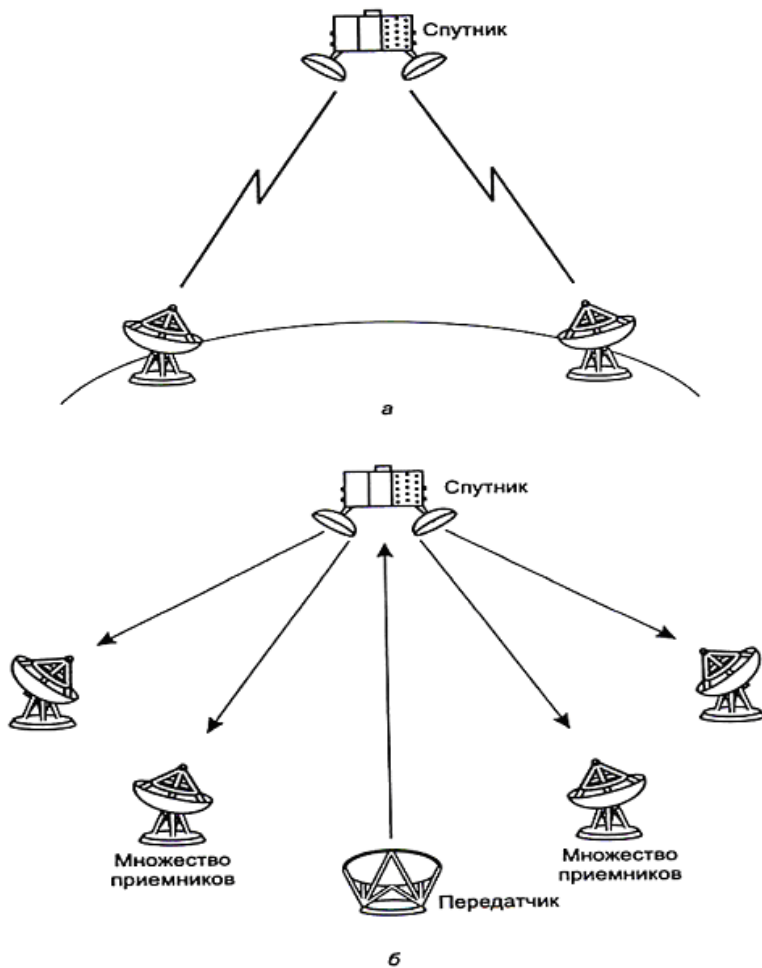 Спутник
а
Спутник
Множество
приемников
Множество
приемников
Передатчик
б